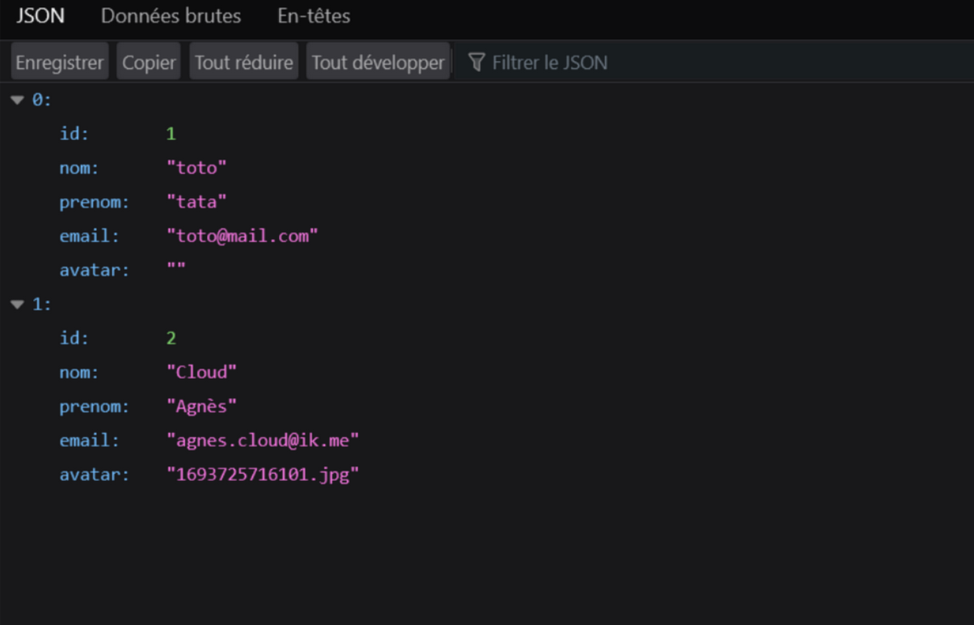 JSON Données brutes En-têtes
Enregistrer Copier Tout réduire Tout développer Filtrer le JSON
0:
id: 1
nom: "toto"
prenom: "tata"
email: "toto@mail.com"
avatar: ""
1:
id: 2
nom: "Cloud"
prenom: "Agnès"
email: "agnes.cloud@ik.me"
avatar: "1693725716101.jpg"